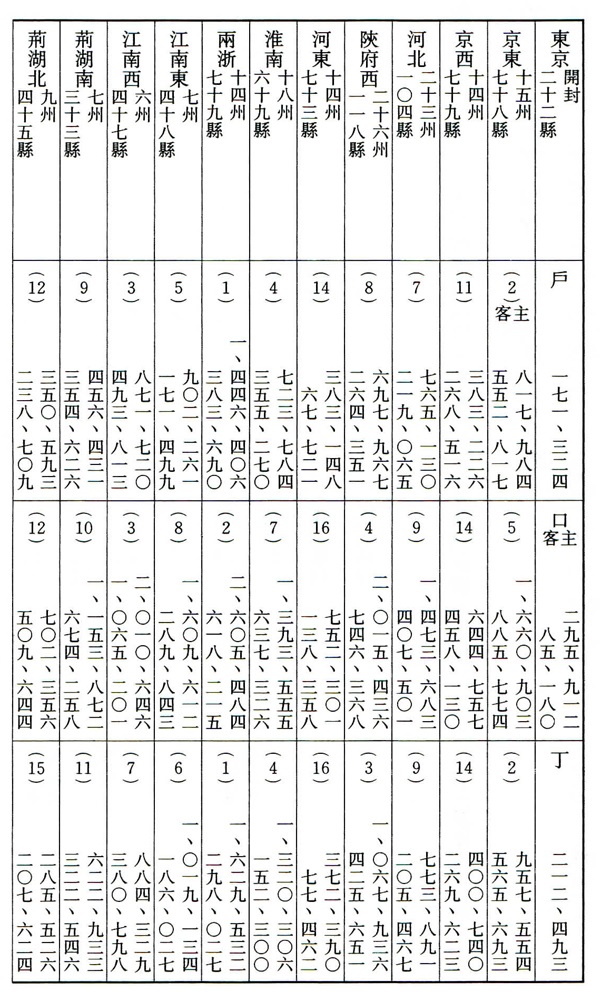 東京
開封
二十二縣
戶
一七一、三二四
口
主
客
二九五、九一二
八五、一八〇
丁
二一二、四九三
京東
十五州
七十八縣
(2)
主
客
八一七、九八四
五五二、八一七
(5)
一、六六〇、九〇三
八八五、七七四
(2)
九五七、五五四
五六五、六九三
京西
十四州
七十九縣
(11)
三八三、二二六
二六八、五一六
(14)
六四四、七五七
四五八、一三〇
(14)
四〇〇、七四〇
二六九、六二三
河北
二十三州
一〇四縣
(7)
七六五、一三〇
二一九、〇六五
(9)
一、四七三、六八三
四〇七、五〇一
(9)
七七三、八九一
二〇五、四六七
陝府西
二十六州
一一八縣
(8)
六九七、九六七
二六四、三五一
(4)
二、〇一五、四三六
七四六、三六八
(3)
一、〇六七、九三六
四二五、六五一
河東
十四州
七十三縣
(14)
三八三、一四八
六七、七二一
(16)
七五二、三〇一
一三八、三五八
(16)
三七二、三九〇
七七、四六二
淮南
十八州
六十九縣
(4)
七二三、七八四
三五五、二七〇
(7)
一、三九三、五五五
六三七、三二六
(4)
一、三二〇、三〇六
一五二、三〇〇
兩浙
十四州
七十九縣
(1)
一、四四六、四〇六
三八三、六九〇
(2)
二、六〇五、四八四
六一八、二一五
(1)
一、六二九、五三二
二九八、〇二七
江南東
七州
四十八縣
(5)
九〇二、二六一
一七一、四九九
(8)
一、六〇九、六一二
二八九、八四三
(6)
一、〇一九、一三四
一八六、〇二七
江南西
六州
四十七縣
(3)
八七一、七二〇
四九三、八一三
(3)
二、〇一〇、六四六
一、〇六五、二〇一
(7)
八八四、三二九
三八〇、七九八
荊湖南
七州
三十三縣
(9)
四五六、四三一
三五四、六二六
(10)
一、一五三、八七二
六七四、二五八
(11)
六二二、九三三
三二二、五四六
荊湖北
九州
四十五縣
(12)
三五〇、五九三
二三八、七〇九
(12)
七〇二、三五六
五〇九、六四四
(15)
二八五、五二六
二〇七、六二四